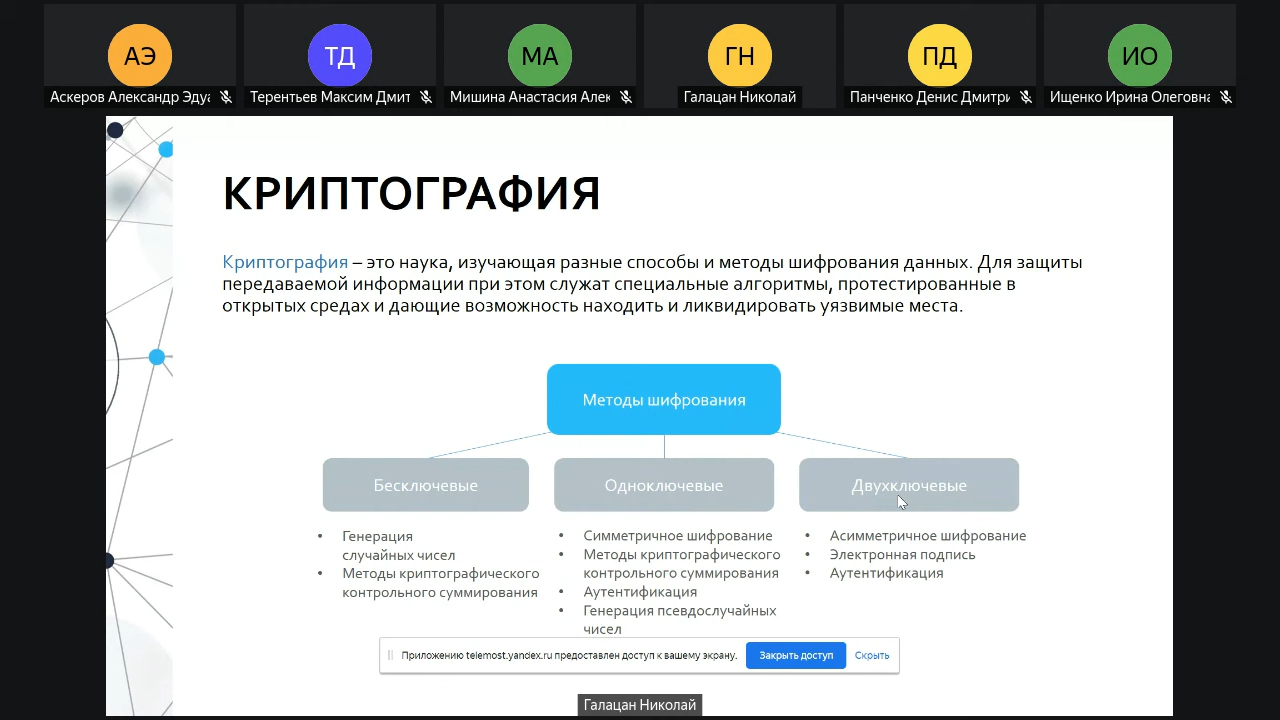 АЭ
ТД
МА
ГН
ПД
ИО
Аскеров Александр Эдуа
Терентьев Максим Дмит
Мишина Анастасия Алек
Галацан Николай
Панченко Денис Дмитри
Ищенко Ирина Олеговна
КРИПТОГРАФИЯ
Криптография – это наука, изучающая разные способы и методы шифрования данных. Для защиты
передаваемой информации при этом служат специальные алгоритмы, протестированные в
открытых средах и дающие возможность находить и ликвидировать уязвимые места.
Методы шифрования
Бесключевые
• Генерация
случайных чисел
• Методы криптографического
контрольного суммирования
Одноключевые
• Симметричное шифрование
• Методы криптографического
контрольного суммирования
• Аутентификация
• Генерация псевдослучайных
чисел
Двухключевые
• Асимметричное шифрование
• Электронная подпись
• Аутентификация
Приложению telemost.yandex.ru предоставлен доступ к вашему экрану.
Закрыть доступ
Скрыть
Галацан Николай